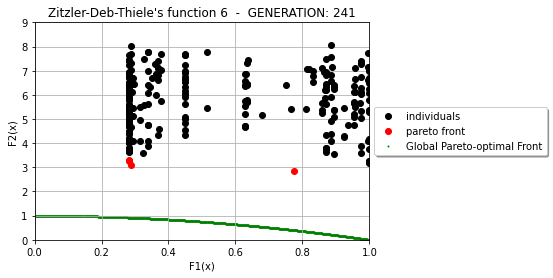 Zitzler-Deb-Thiele's function 6 - GENERATION: 241
9
8
7
6
5
4
3
2
1
0
F2(x)
0.0 0.2 0.4 0.6 0.8 1.0
F1(x)
individuals
pareto front
Global Pareto-optimal Front